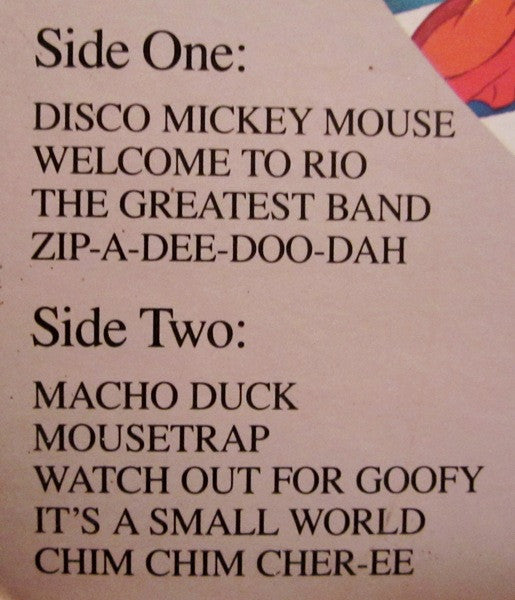 Side One:
DISCO MICKEY MOUSE
WELCOME TO RIO
THE GREATEST BAND
ZIP-A-DEE-DOO-DAH
Side Two:
MACHO DUCK
MOUSETRAP
WATCH OUT FOR GOOFY
IT'S A SMALL WORLD
CHIM CHIM CHER-EE